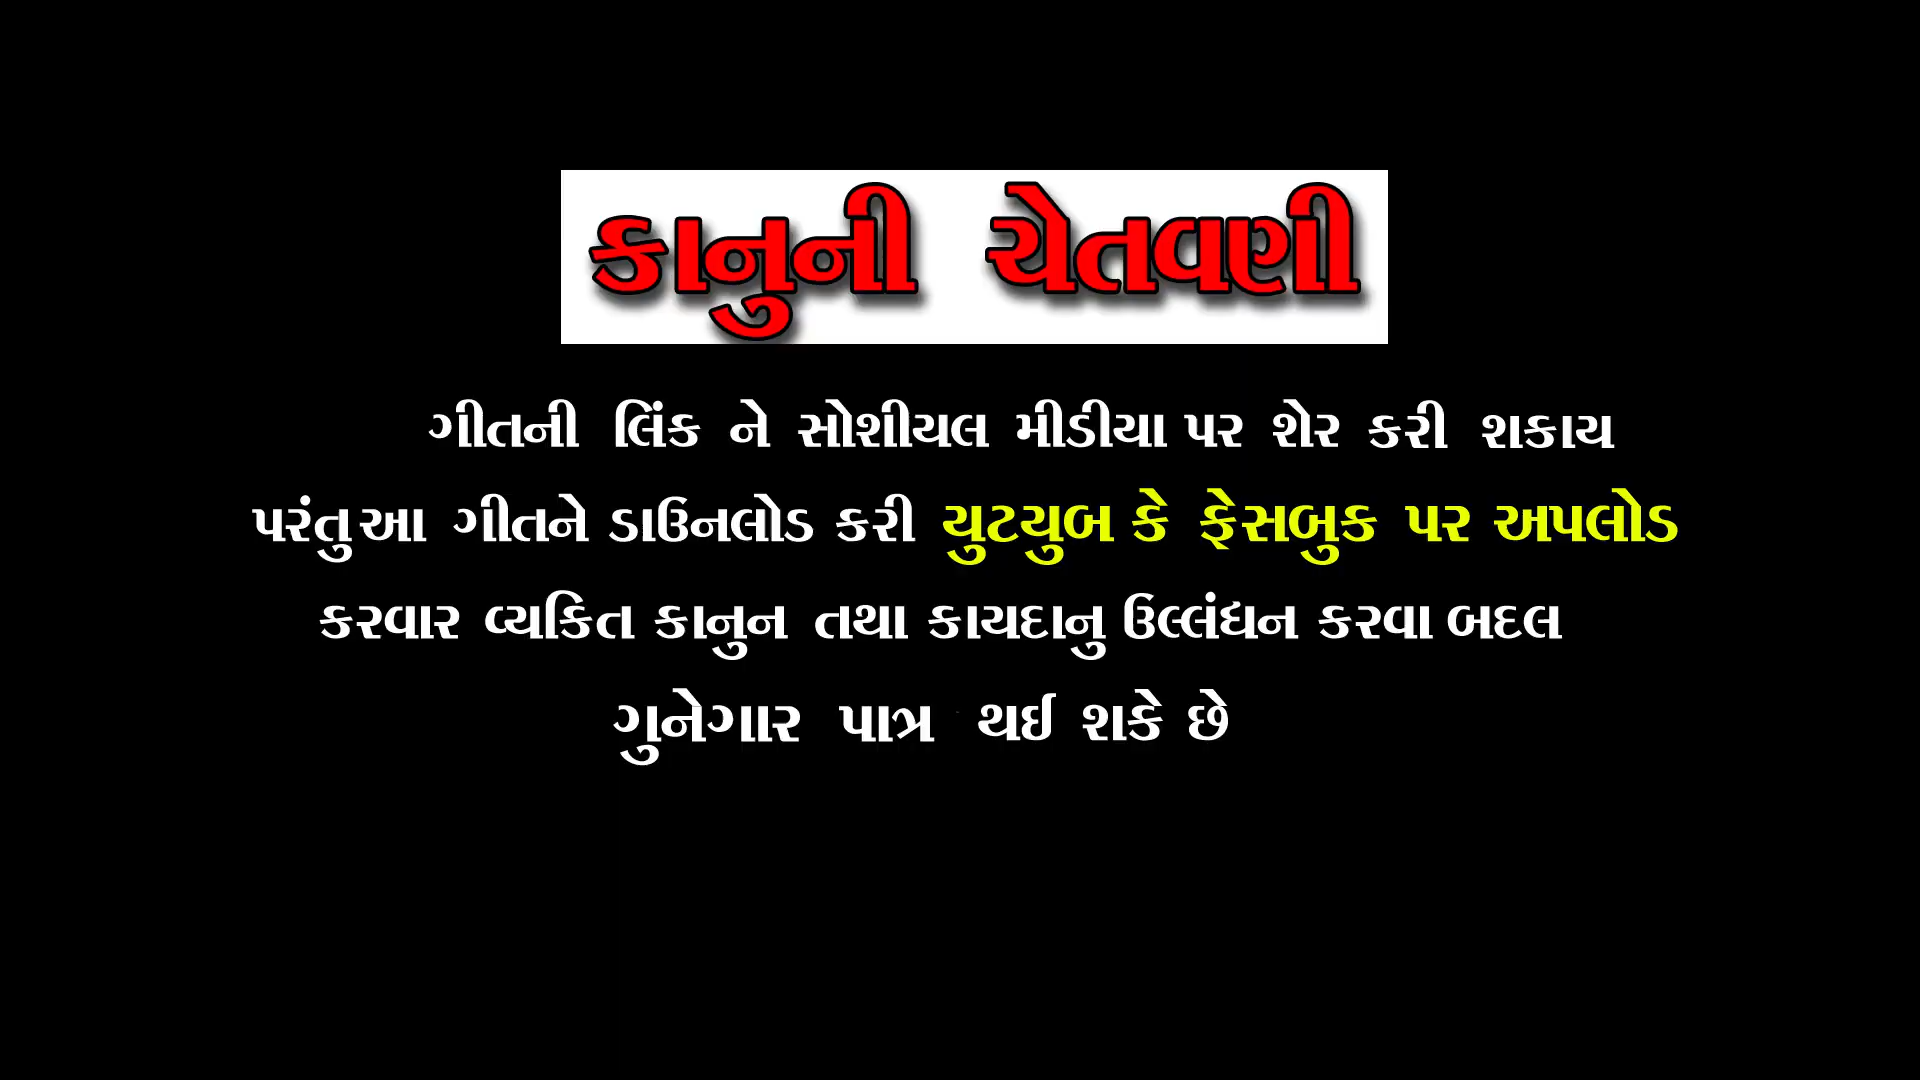 કાનુની ચેતવણી
ગીતની લિંક ને સોશીયલ મીડીયા પર શેર કરી શકાય
પરંતુ આ ગીતને ડાઉનલોડ કરી યુટયુબ કે ફેસબુક પર અપલોડ
કરવાર વ્યકિત કાનુન તથા કાયદાનુ ઉલ્લંઘન કરવા બદલ
ગુનેગાર પાત્ર થઈ શકે છે